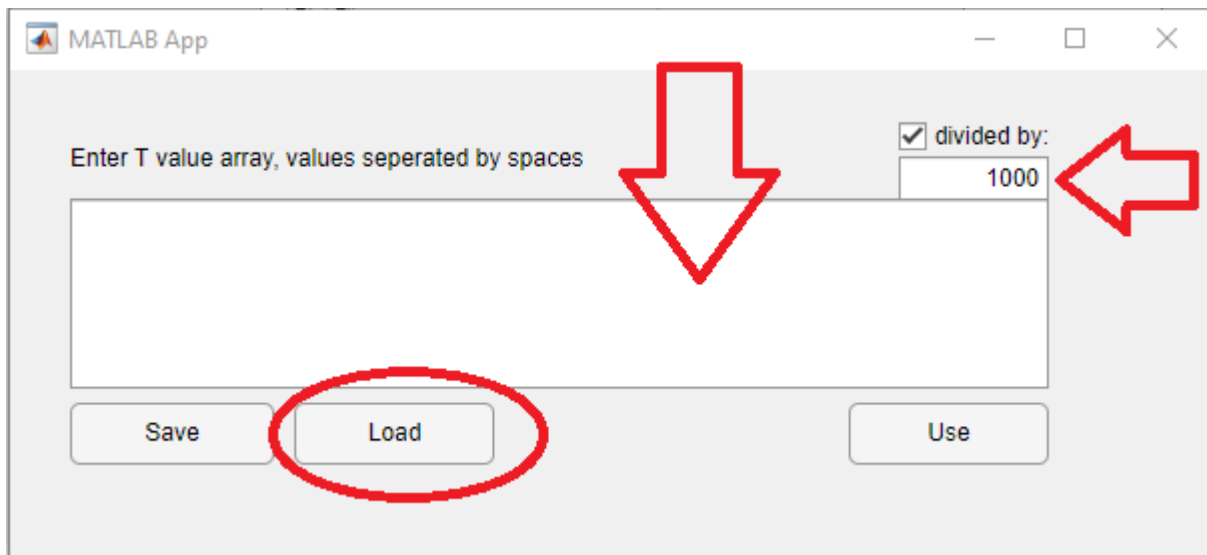 MATLAB App
divided by:
Enter T value array, values seperated by spaces
1000
Save
Load
Use